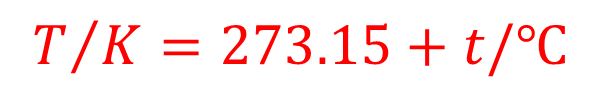 T/K = 273.15 + t/°C